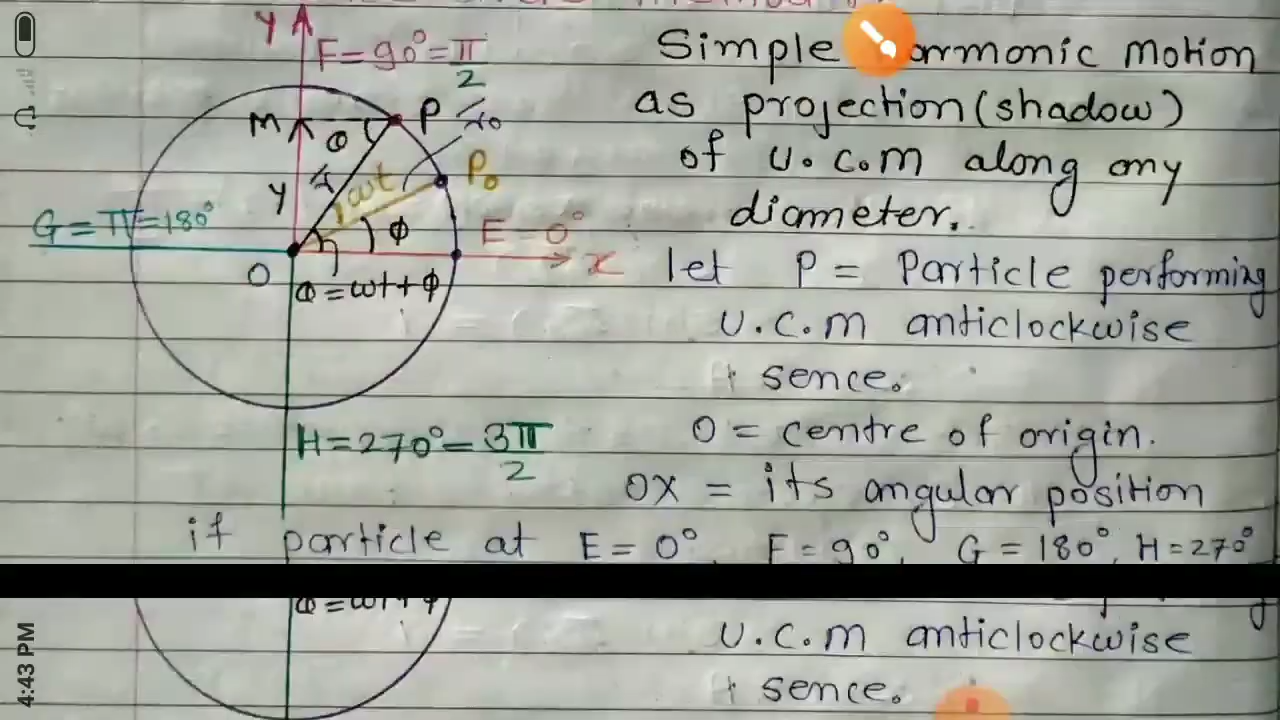 y F = 90° = π/2
Simple armonic motion
as projection (shadow)
of U.C.M along any
diameter.
M θ P
y ωt P₀
G = π = 180° φ E = 0° x
O θ = ωt + φ
let P = Particle performing
U.C.M anticlockwise
sence.
H = 270° = 3π/2
O = centre of origin.
OX = its angular position
if particle at E = 0° F = 90°, G = 180°, H = 270°
U.C.M anticlockwise
sence.
4:43 PM